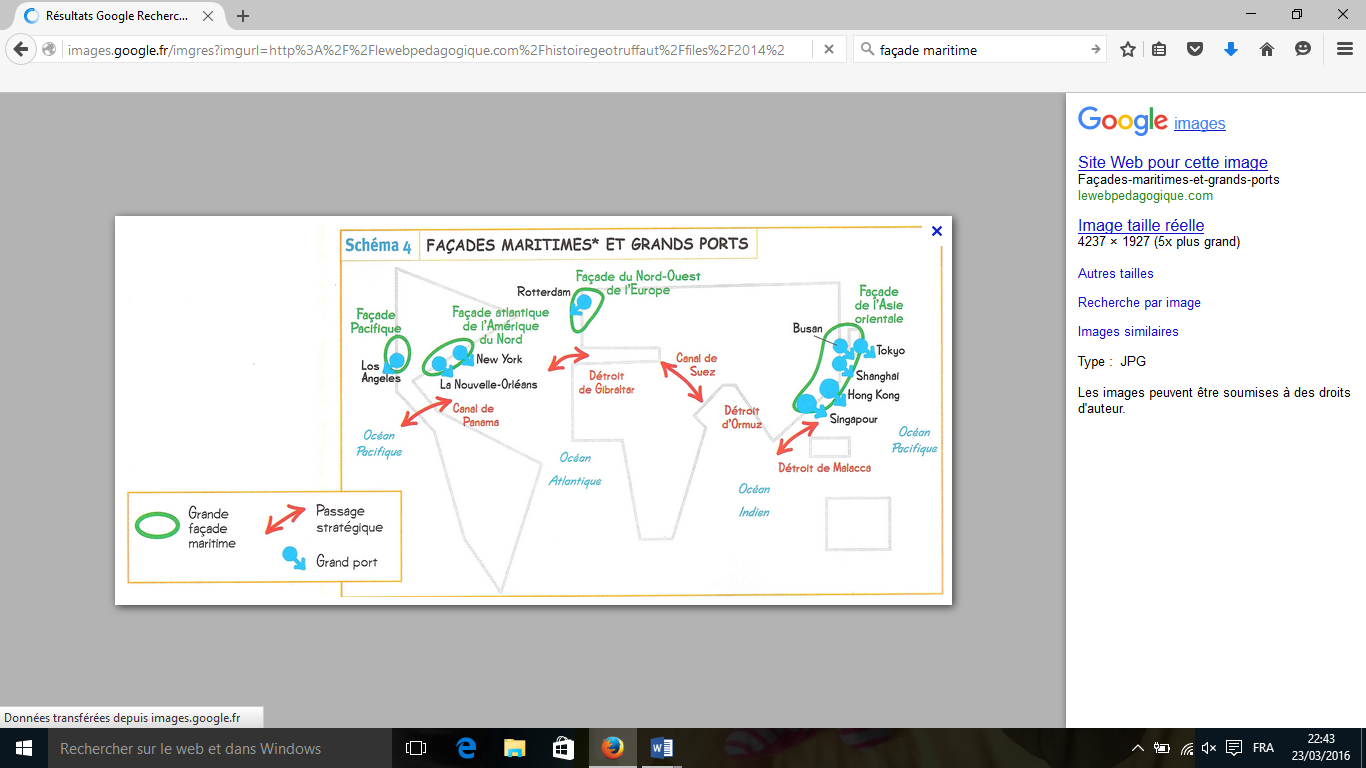 Résultats Google Recherc...
images.google.fr/imgres?imgurl=http%3A%2F%2Flewebpedagogique.com%2Fhistoiregeotruffaut%2Ffiles%2F2014%2
façade maritime
Google images
Site Web pour cette image
Façades-maritimes-et-grands-ports
lewebpedagogique.com
Image taille réelle
4237 × 1927 (5x plus grand)
Autres tailles
Recherche par image
Images similaires
Type : JPG
Les images peuvent être soumises à des droits
d'auteur.
Schéma 4 FAÇADES MARITIMES* ET GRANDS PORTS
Façade
Pacifique
Los
Angeles
Façade atlantique
de l'Amérique
du Nord
New York
La Nouvelle-Orléans
Canal de
Panama
Océan
Pacifique
Façade du Nord-Ouest
de l'Europe
Rotterdam
Détroit
de Gibraltar
Canal de
Suez
Détroit
d'Ormuz
Océan
Atlantique
Façade
de l'Asie
orientale
Busan
Tokyo
Shanghai
Hong Kong
Singapour
Détroit de Malacca
Océan
Pacifique
Océan
Indien
Grande
façade
maritime
Passage
stratégique
Grand port
Données transférées depuis images.google.fr
Rechercher sur le web et dans Windows
FRA
22:43
23/03/2016